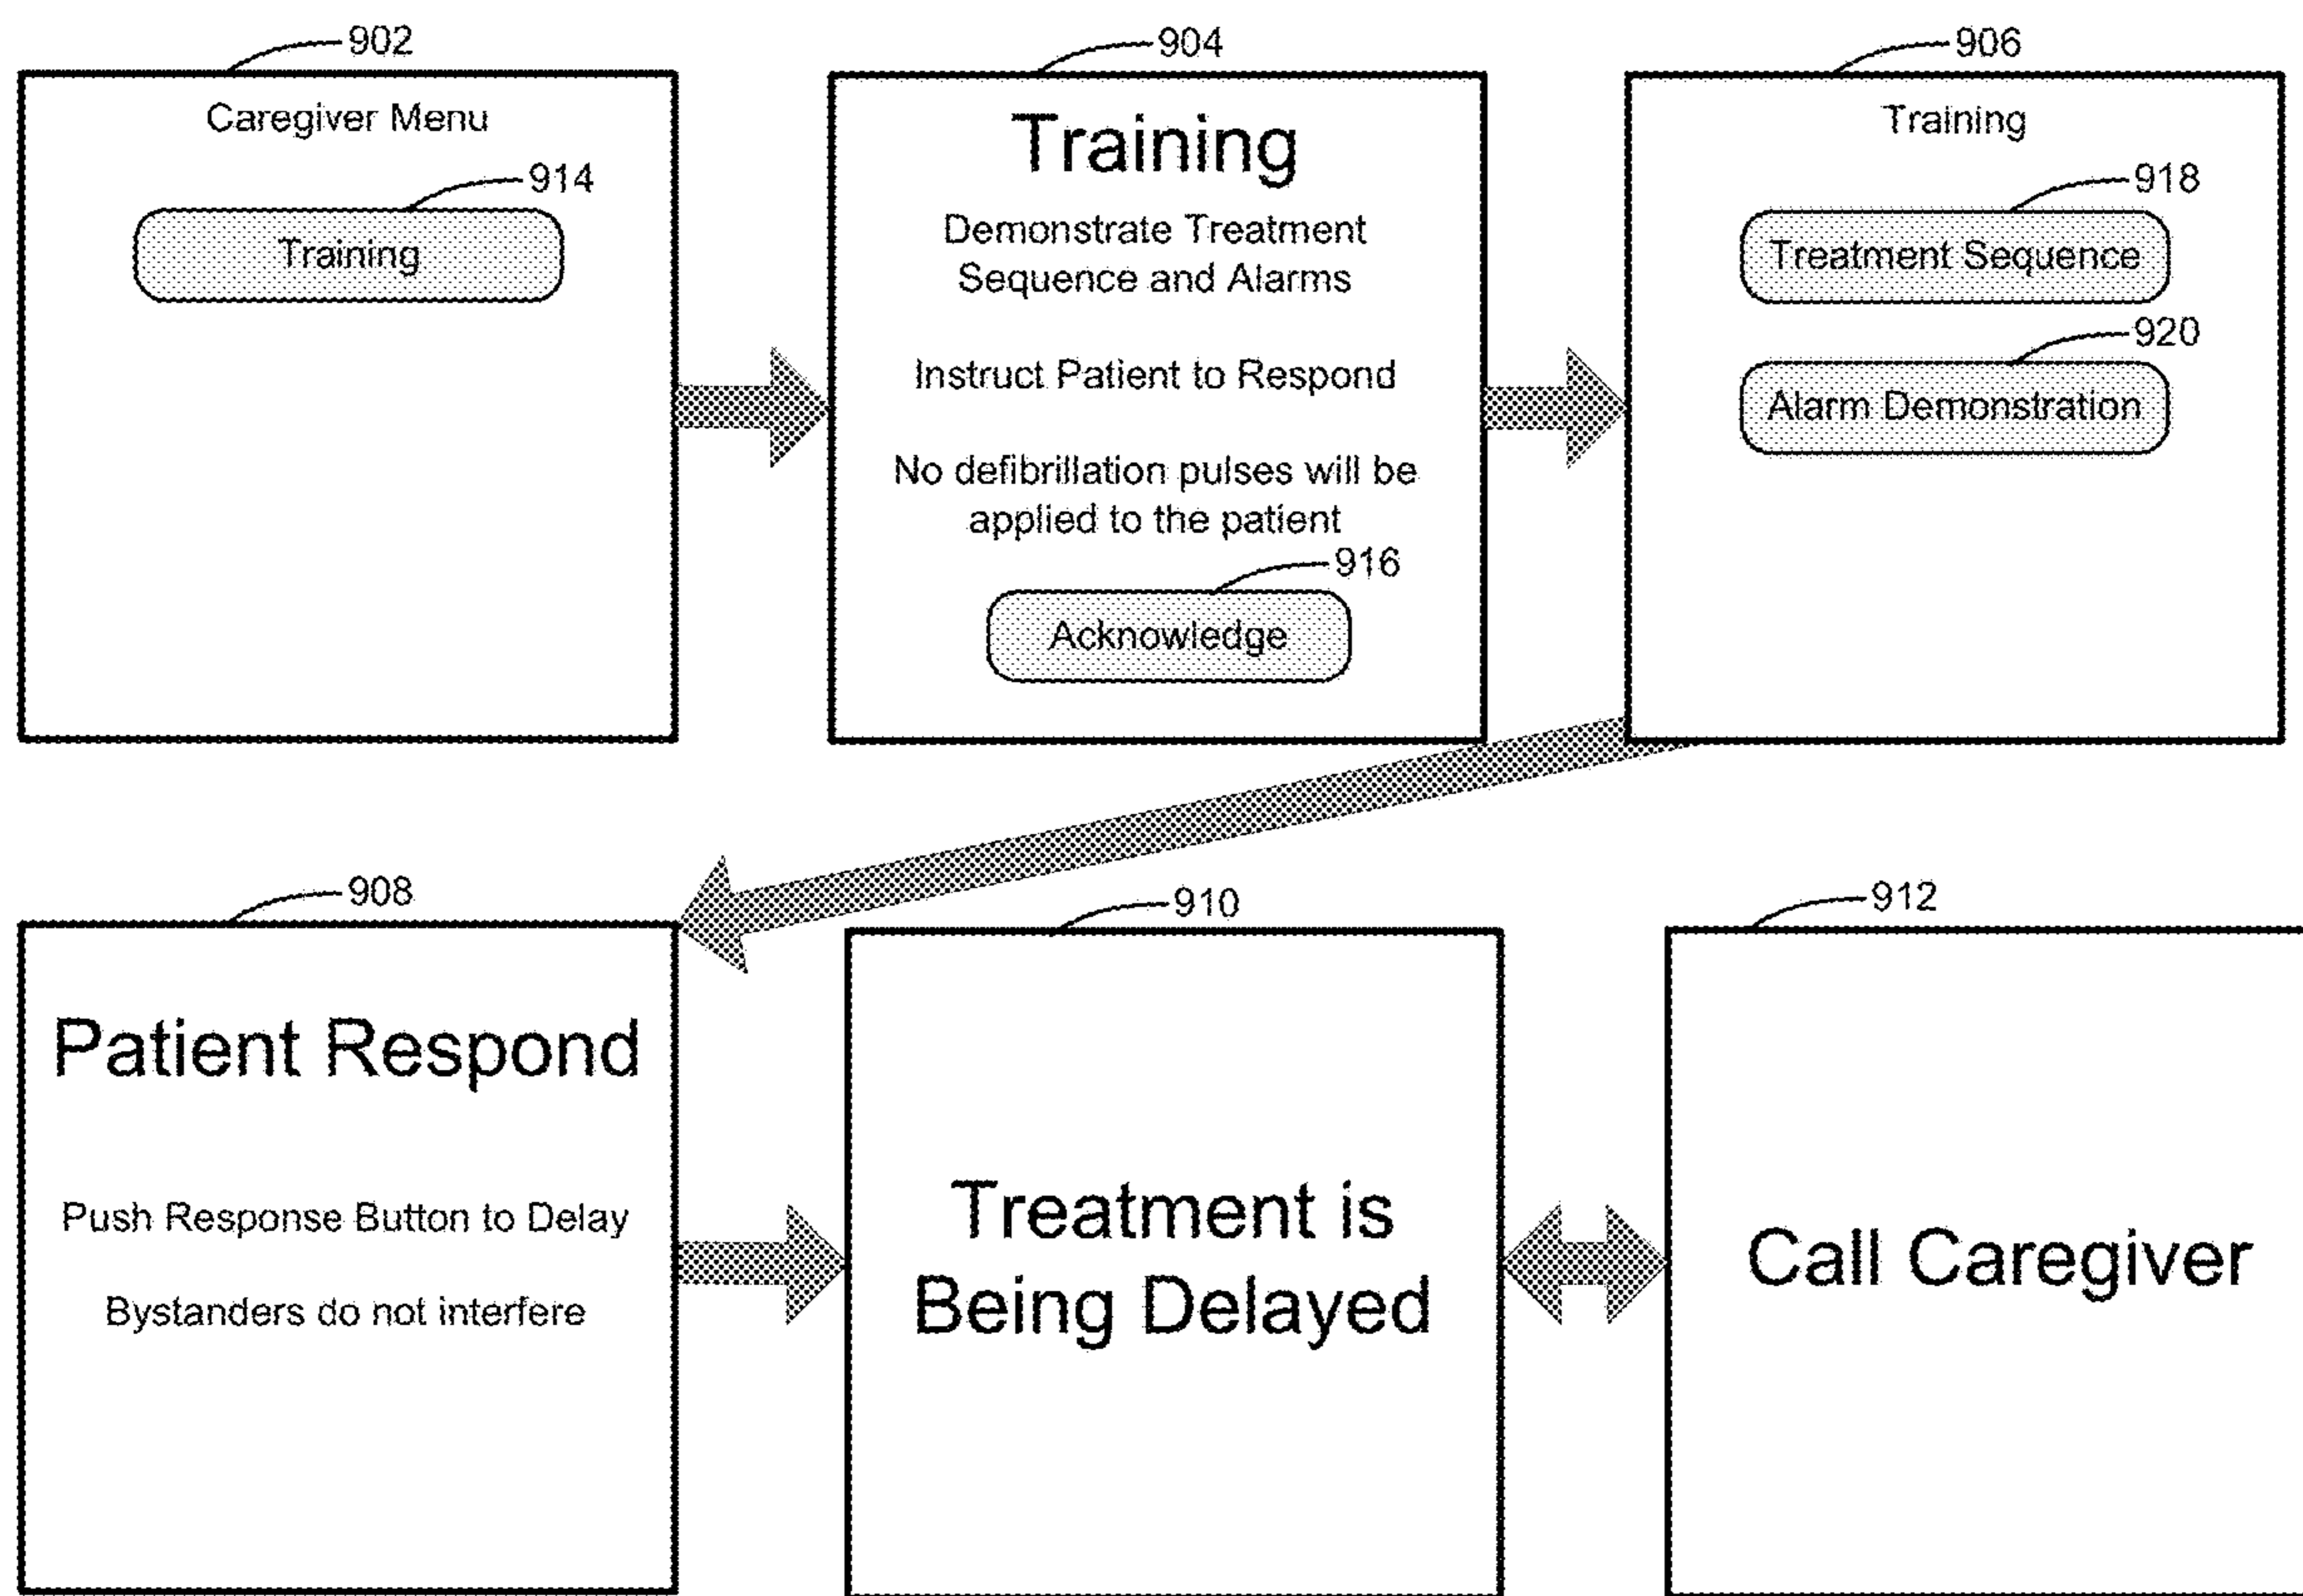 902
Caregiver Menu
914
Training
904
Training
Demonstrate Treatment
Sequence and Alarms
Instruct Patient to Respond
No defibrillation pulses will be
applied to the patient
916
Acknowledge
906
Training
918
Treatment Sequence
920
Alarm Demonstration
908
Patient Respond
Push Response Button to Delay
Bystanders do not interfere
910
Treatment is
Being Delayed
912
Call Caregiver